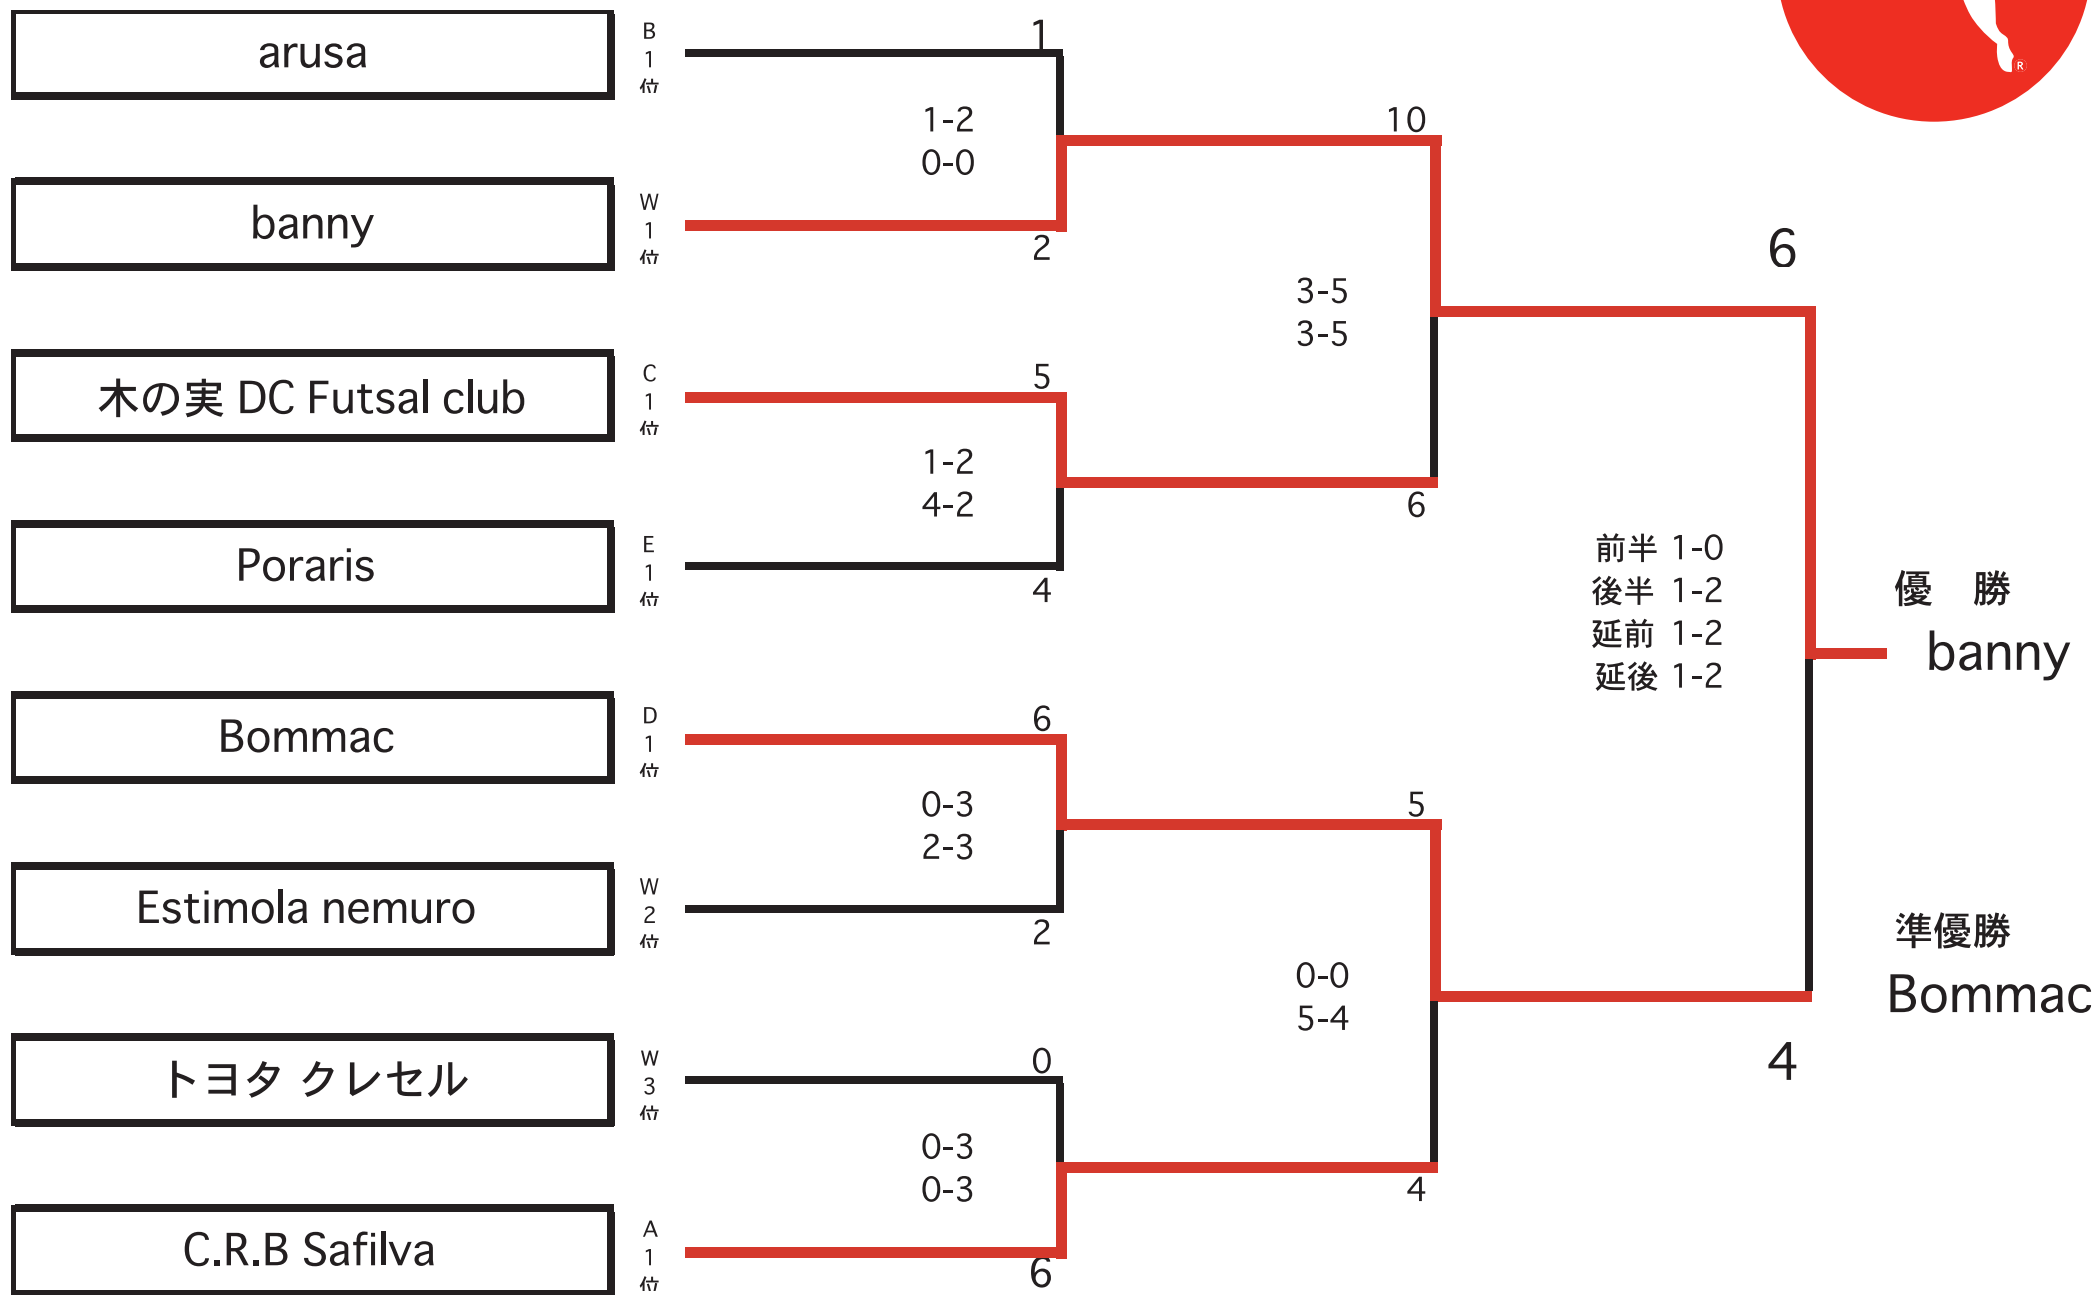 arusa
B
1
位
1
1-2
0-0
banny
W
1
位
2
10
木の実 DC Futsal club
C
1
位
5
1-2
4-2
Poraris
E
1
位
4
3-5
3-5
6
6
Bommac
D
1
位
6
0-3
2-3
Estimola nemuro
W
2
位
2
5
トヨタ クレセル
W
3
位
0
0-3
0-3
C.R.B Safilva
A
1
位
6
0-0
5-4
4
前半 1-0
後半 1-2
延前 1-2
延後 1-2
優 勝
banny
準優勝
Bommac
4
®